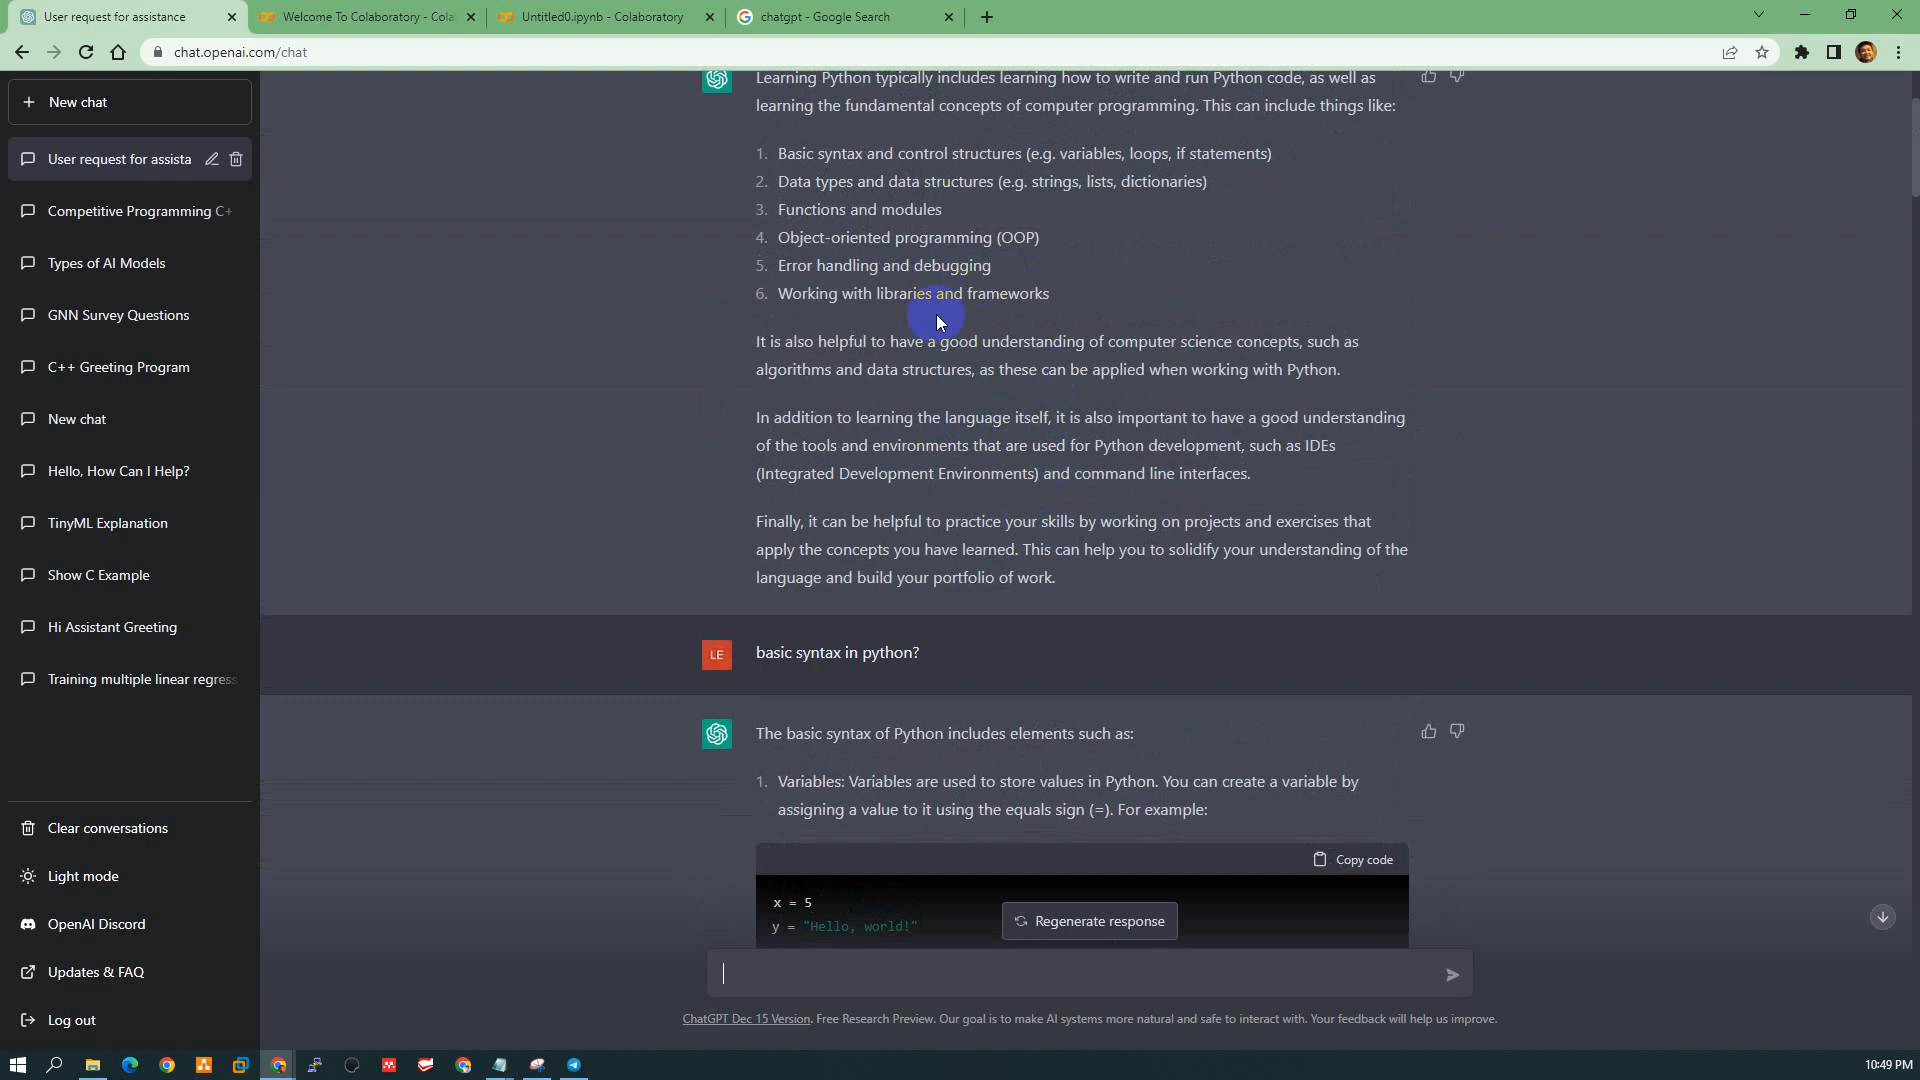 User request for assistance
Welcome To Colaboratory - Cola
Untitled0.ipynb - Colaboratory
chatgpt - Google Search
chat.openai.com/chat
New chat
User request for assista
Competitive Programming C+
Types of AI Models
GNN Survey Questions
C++ Greeting Program
New chat
Hello, How Can I Help?
TinyML Explanation
Show C Example
Hi Assistant Greeting
Training multiple linear regress
Clear conversations
Light mode
OpenAI Discord
Updates & FAQ
Log out
Learning Python typically includes learning how to write and run Python code, as well as
learning the fundamental concepts of computer programming. This can include things like:
1. Basic syntax and control structures (e.g. variables, loops, if statements)
2. Data types and data structures (e.g. strings, lists, dictionaries)
3. Functions and modules
4. Object-oriented programming (OOP)
5. Error handling and debugging
6. Working with libraries and frameworks
It is also helpful to have a good understanding of computer science concepts, such as
algorithms and data structures, as these can be applied when working with Python.
In addition to learning the language itself, it is also important to have a good understanding
of the tools and environments that are used for Python development, such as IDEs
(Integrated Development Environments) and command line interfaces.
Finally, it can be helpful to practice your skills by working on projects and exercises that
apply the concepts you have learned. This can help you to solidify your understanding of the
language and build your portfolio of work.
LE
basic syntax in python?
The basic syntax of Python includes elements such as:
1. Variables: Variables are used to store values in Python. You can create a variable by
assigning a value to it using the equals sign (=). For example:
Copy code
x = 5
y = "Hello, world!"
Regenerate response
ChatGPT Dec 15 Version. Free Research Preview. Our goal is to make AI systems more natural and safe to interact with. Your feedback will help us improve.
10:49 PM